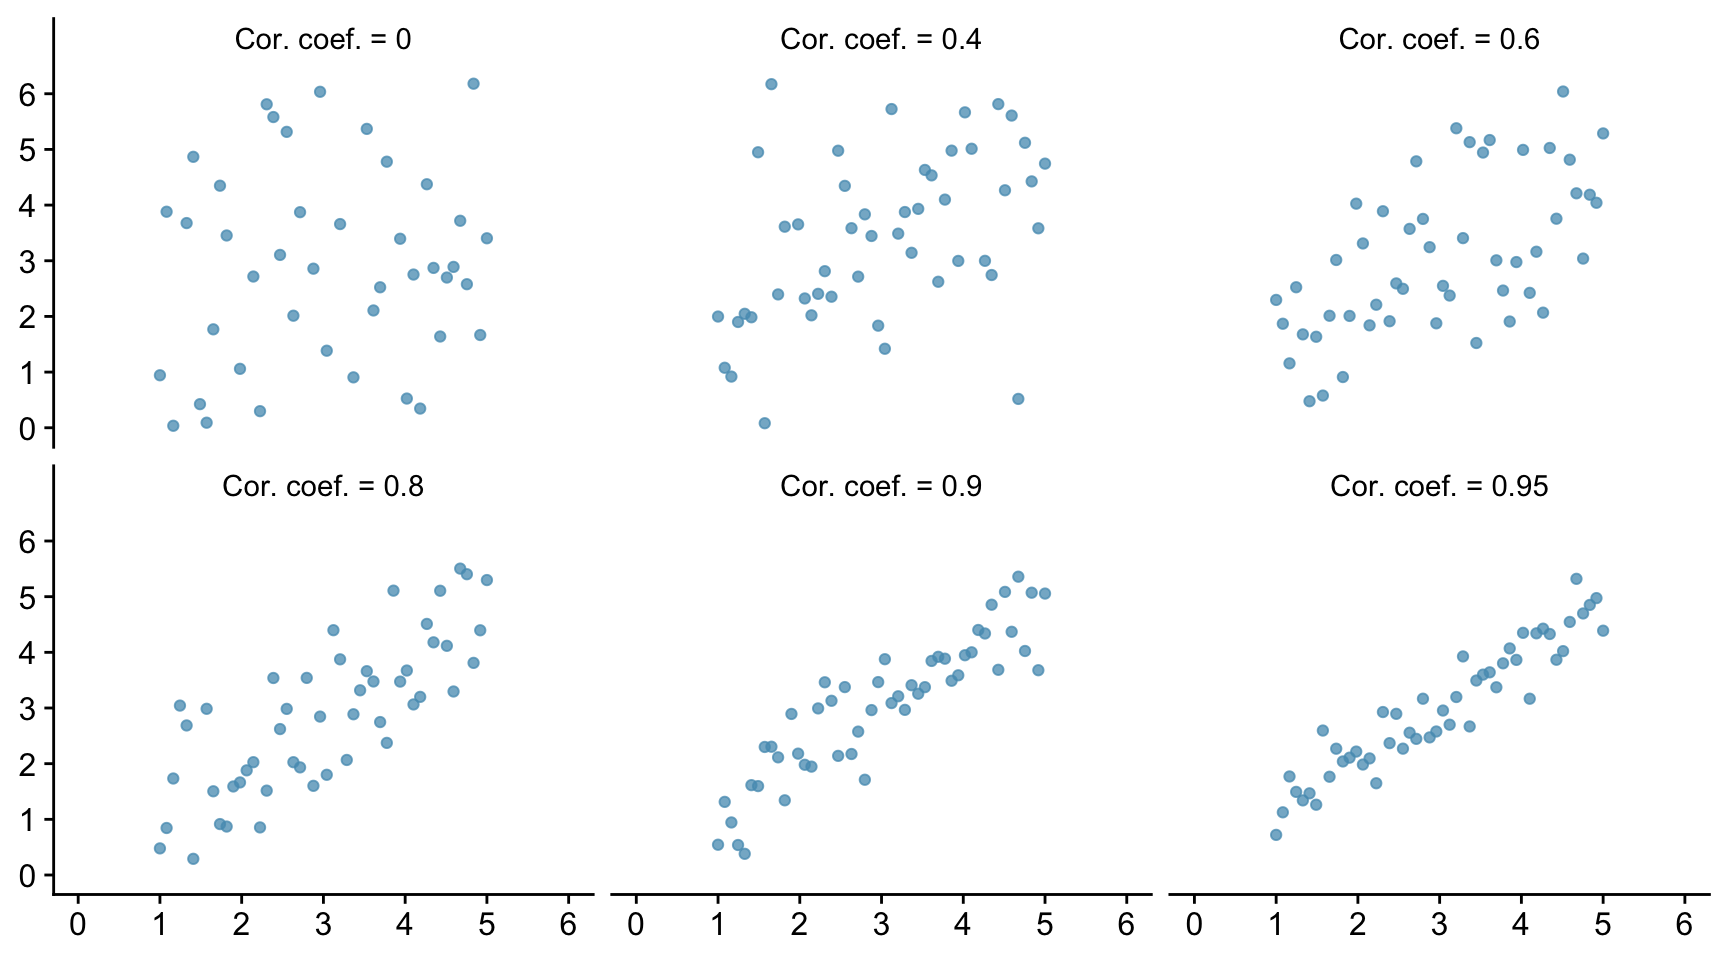 Cor. coef. = 0
Cor. coef. = 0.4
Cor. coef. = 0.6
6
5
4
3
2
1
0
Cor. coef. = 0.8
Cor. coef. = 0.9
Cor. coef. = 0.95
6
5
4
3
2
1
0
0 1 2 3 4 5 6
0 1 2 3 4 5 6
0 1 2 3 4 5 6